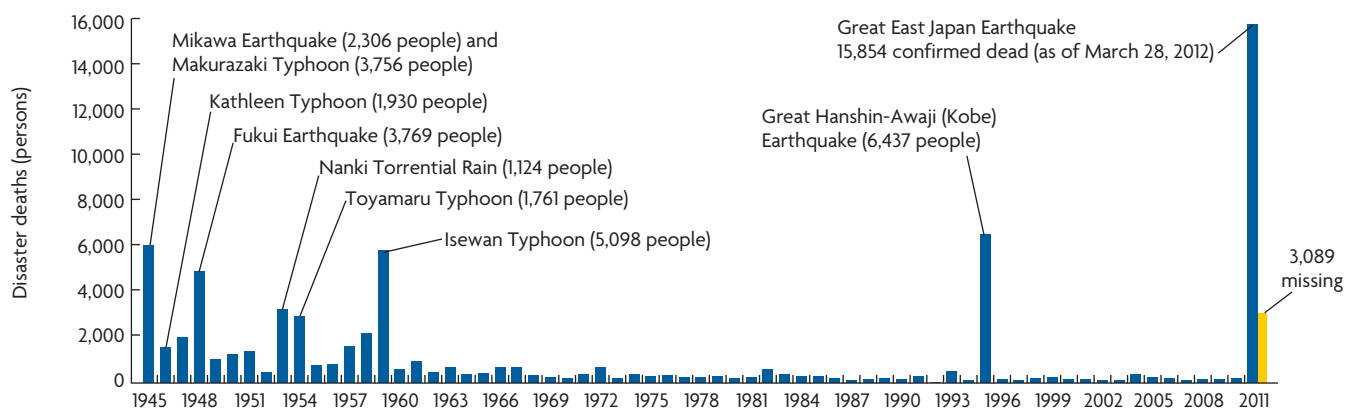 Disaster deaths (persons)
16,000
14,000
12,000
10,000
8,000
6,000
4,000
2,000
0
Mikawa Earthquake (2,306 people) and
Makurazaki Typhoon (3,756 people)
Kathleen Typhoon (1,930 people)
Fukui Earthquake (3,769 people)
Nanki Torrential Rain (1,124 people)
Toyamaru Typhoon (1,761 people)
Isewan Typhoon (5,098 people)
Great Hanshin-Awaji (Kobe)
Earthquake (6,437 people)
Great East Japan Earthquake
15,854 confirmed dead (as of March 28, 2012)
3,089
missing
1945 1948 1951 1954 1957 1960 1963 1966 1969 1972 1975 1978 1981 1984 1987 1990 1993 1996 1999 2002 2005 2008 2011